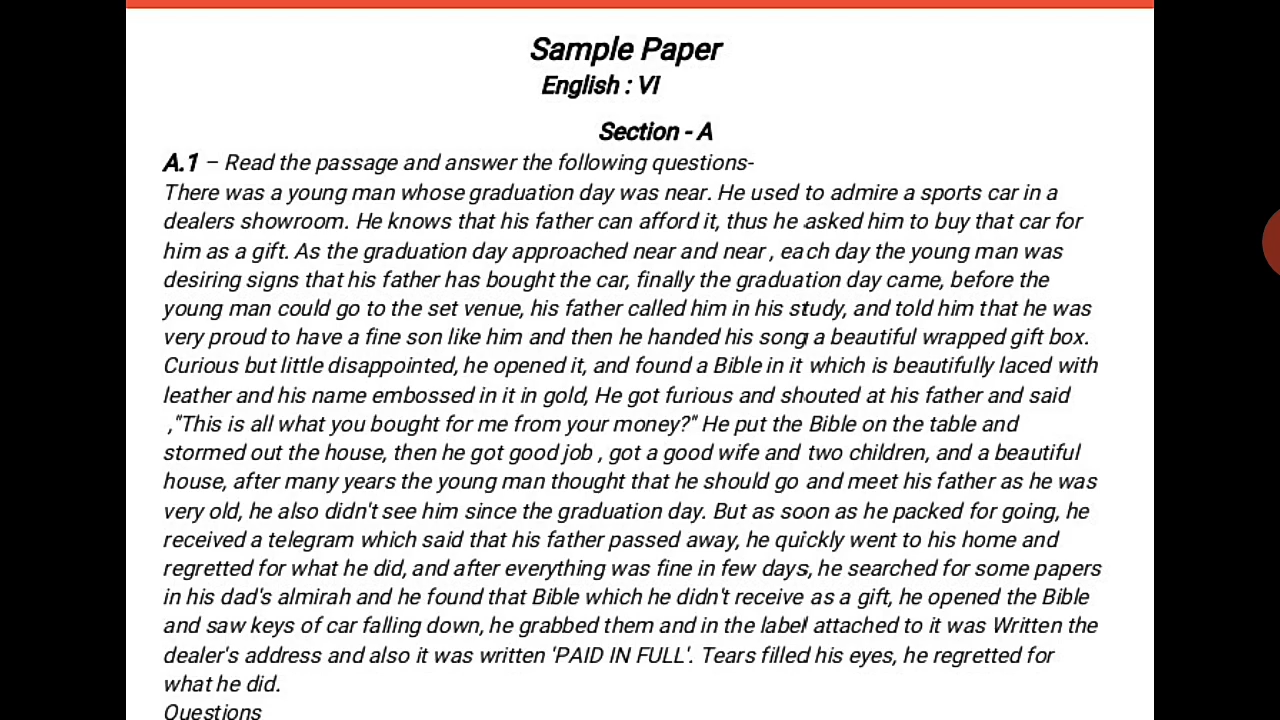 Sample Paper
English : VI
Section - A
A.1 – Read the passage and answer the following questions-
There was a young man whose graduation day was near. He used to admire a sports car in a
dealers showroom. He knows that his father can afford it, thus he asked him to buy that car for
him as a gift. As the graduation day approached near and near , each day the young man was
desiring signs that his father has bought the car, finally the graduation day came, before the
young man could go to the set venue, his father called him in his study, and told him that he was
very proud to have a fine son like him and then he handed his song a beautiful wrapped gift box.
Curious but little disappointed, he opened it, and found a Bible in it which is beautifully laced with
leather and his name embossed in it in gold, He got furious and shouted at his father and said
,"This is all what you bought for me from your money?" He put the Bible on the table and
stormed out the house, then he got good job , got a good wife and two children, and a beautiful
house, after many years the young man thought that he should go and meet his father as he was
very old, he also didn't see him since the graduation day. But as soon as he packed for going, he
received a telegram which said that his father passed away, he quickly went to his home and
regretted for what he did, and after everything was fine in few days, he searched for some papers
in his dad's almirah and he found that Bible which he didn't receive as a gift, he opened the Bible
and saw keys of car falling down, he grabbed them and in the label attached to it was Written the
dealer's address and also it was written 'PAID IN FULL'. Tears filled his eyes, he regretted for
what he did.
Questions